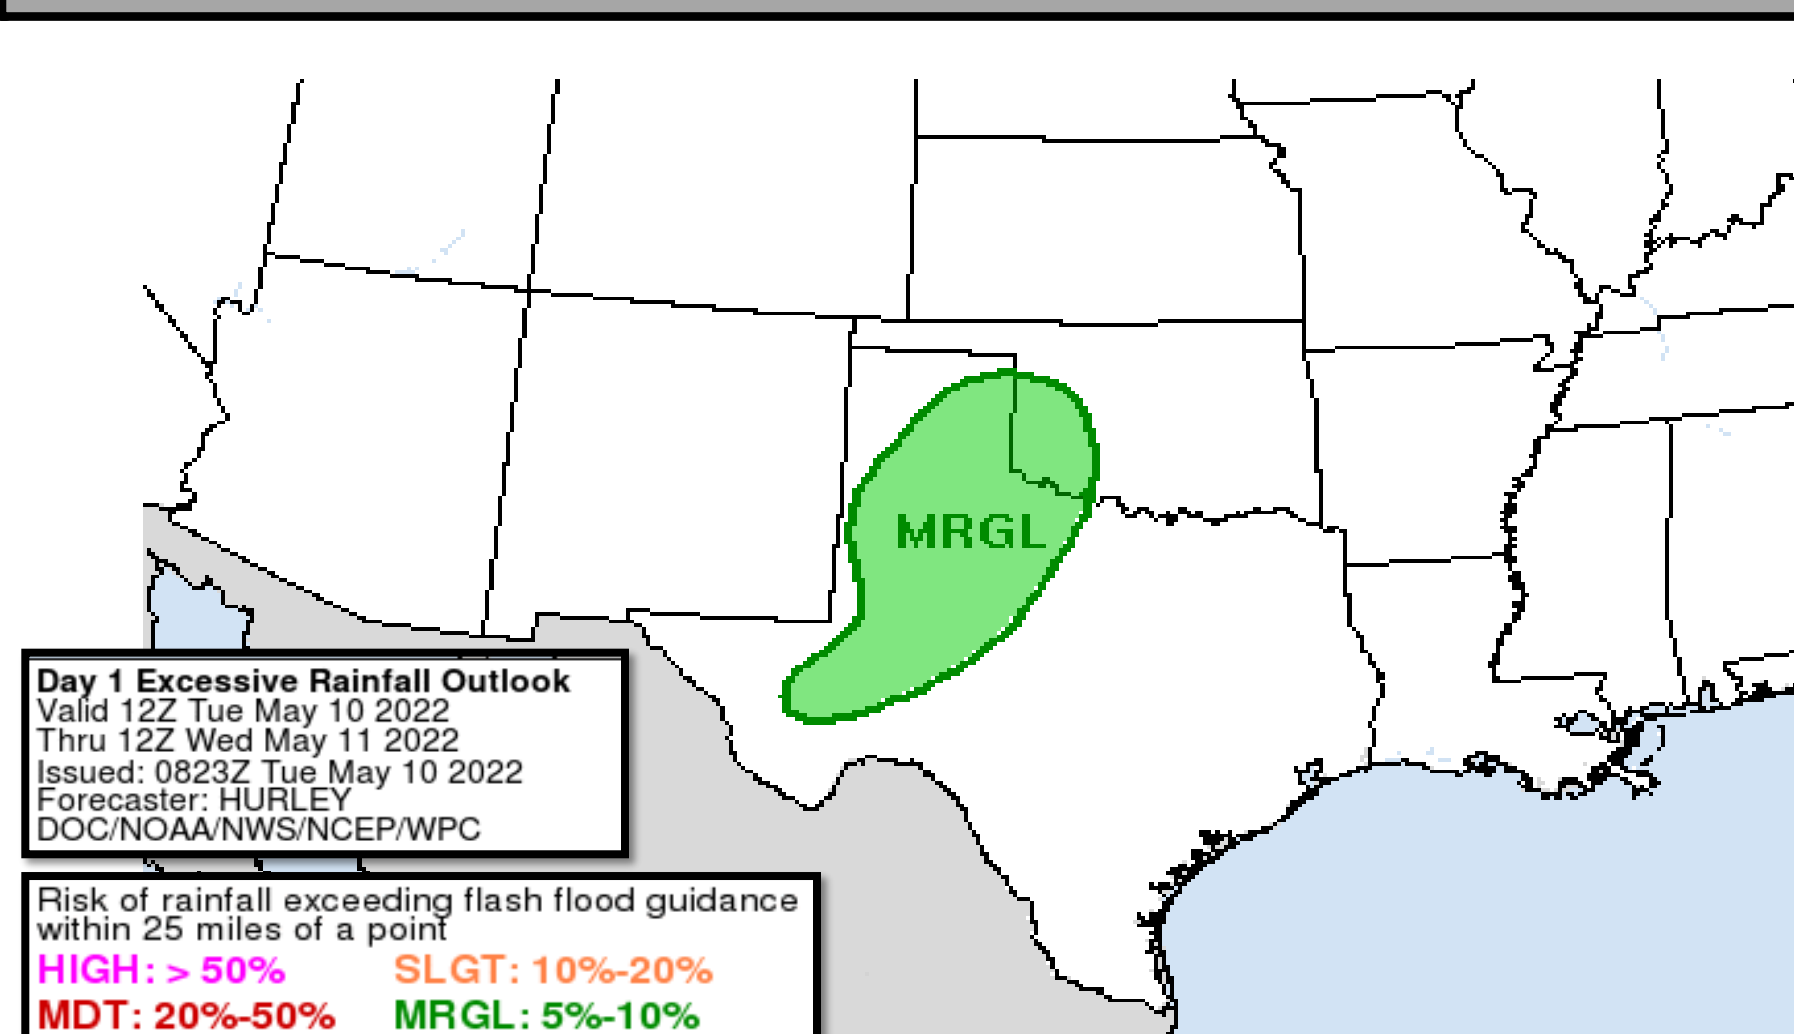 MRGL
Day 1 Excessive Rainfall Outlook
Valid 12Z Tue May 10 2022
Thru 12Z Wed May 11 2022
Issued: 0823Z Tue May 10 2022
Forecaster: HURLEY
DOC/NOAA/NWS/NCEP/WPC
Risk of rainfall exceeding flash flood guidance
within 25 miles of a point
HIGH: > 50% SLGT: 10%-20%
MDT: 20%-50% MRGL: 5%-10%